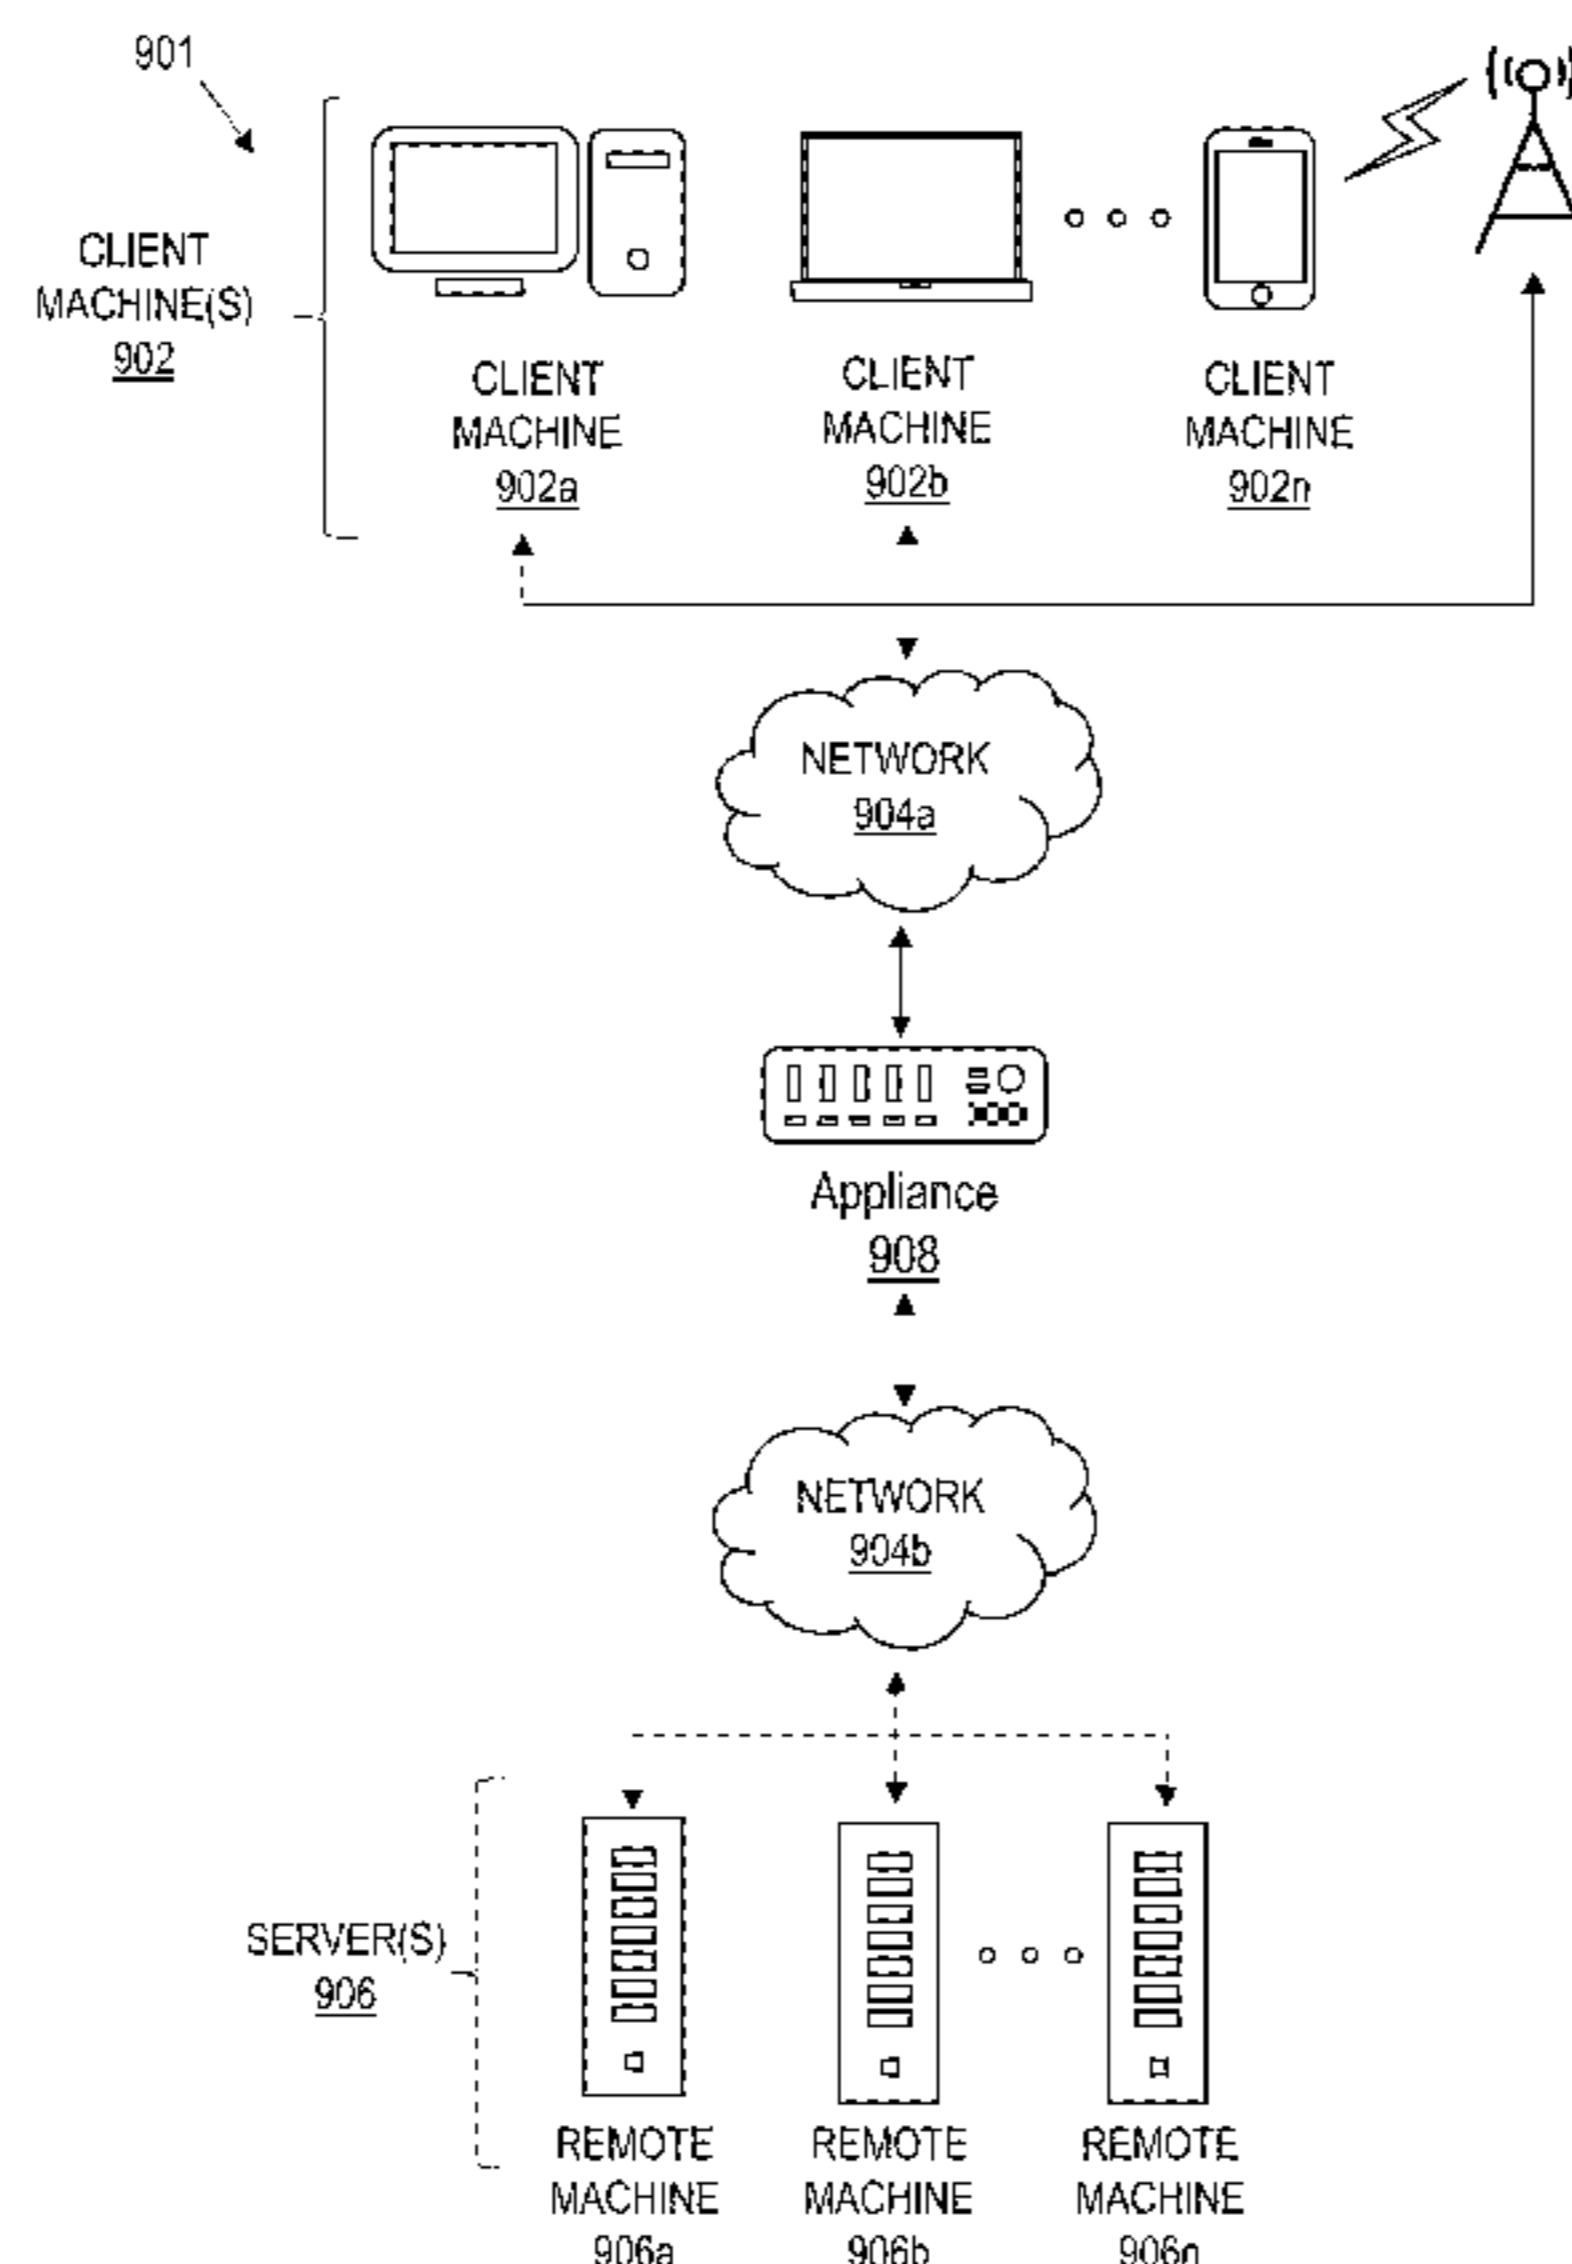 901
CLIENT
MACHINE(S)
902
CLIENT
MACHINE
902a
CLIENT
MACHINE
902b
CLIENT
MACHINE
902n
NETWORK
904a
Appliance
908
NETWORK
904b
SERVER(S)
906
REMOTE
MACHINE
906a
REMOTE
MACHINE
906b
REMOTE
MACHINE
906n